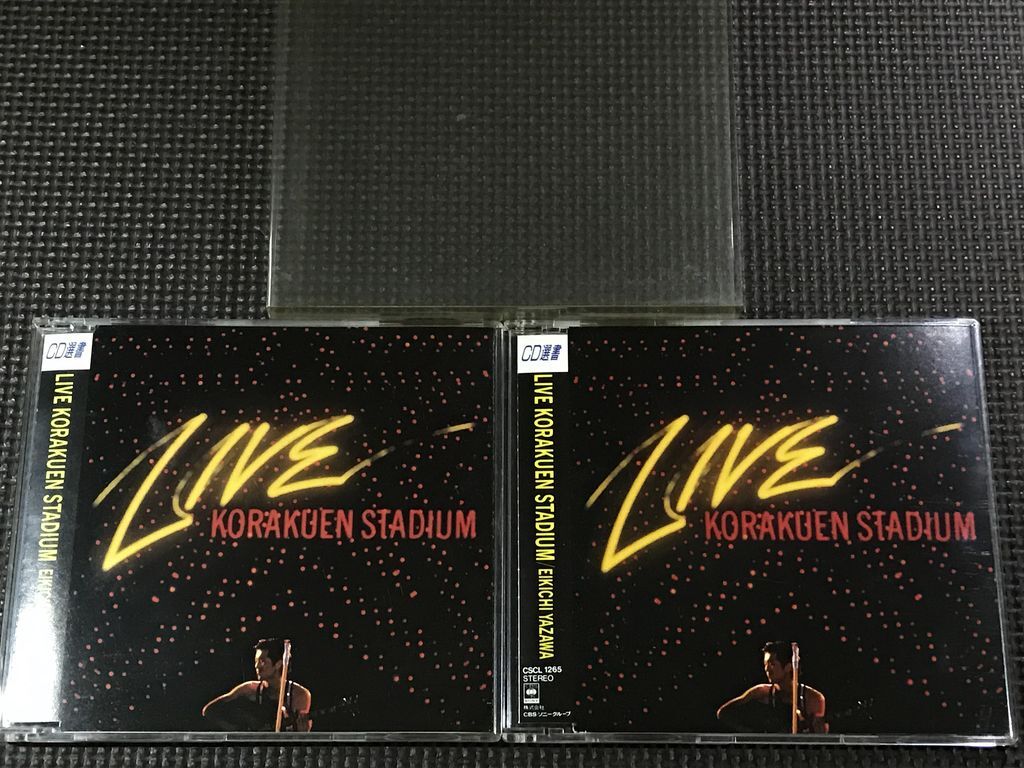 CD選書
LIVE KORAKUEN STADIUM / EIKIC
LIVE
KORAKUEN STADIUM
CD選書
LIVE KORAKUEN STADIUM / EIKICHI YAZAWA
CSCL 1265
STEREO
株式会社
CBS ソニーグループ
LIVE
KORAKUEN STADIUM